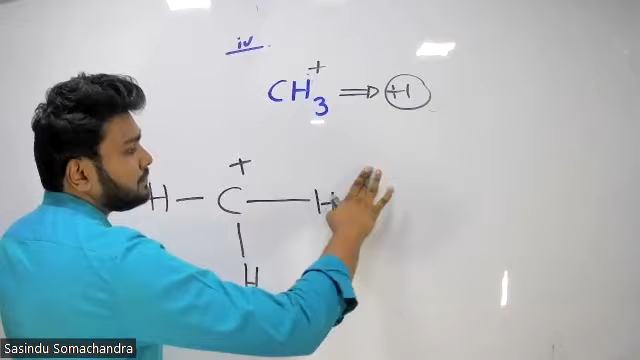 iv.
CH₃⁺ ⇒ +1
+
H – C – H
H
Sasindu Somachandra